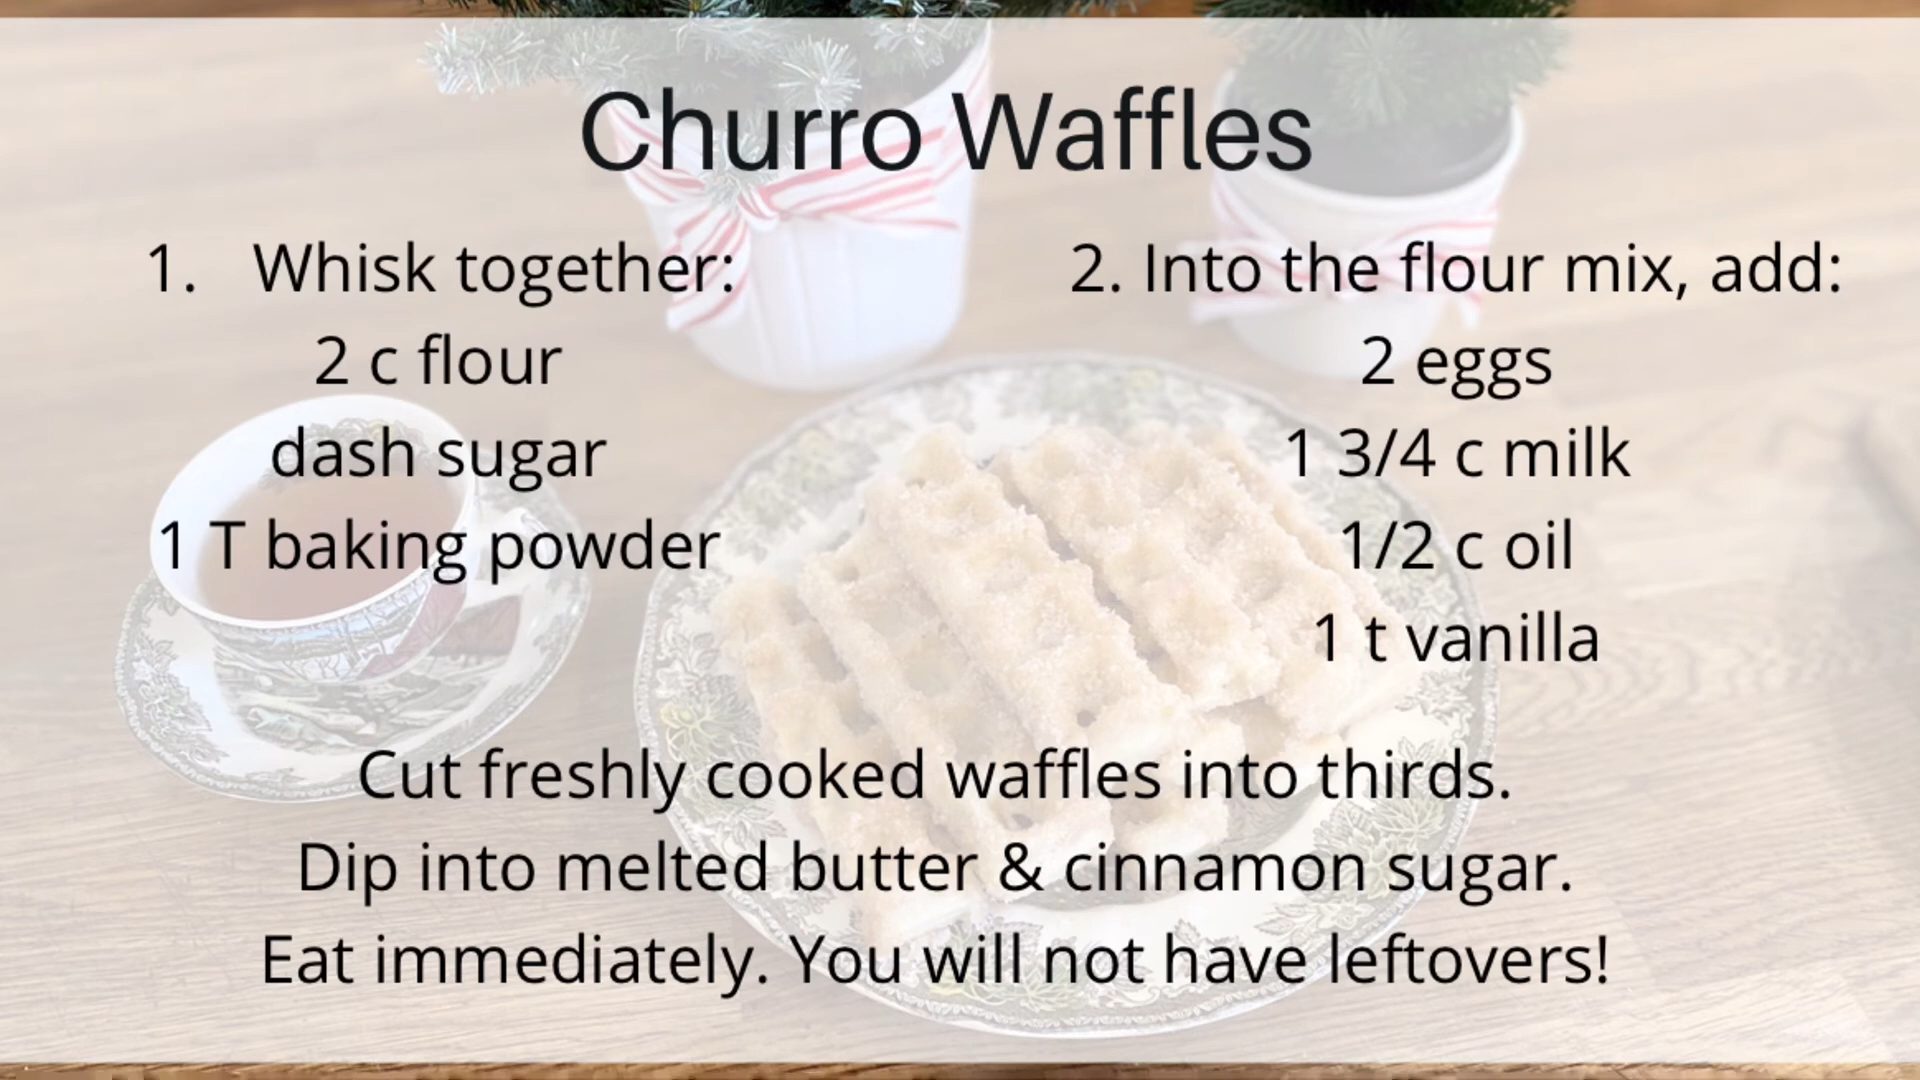 Churro Waffles
1. Whisk together:
2 c flour
dash sugar
1 T baking powder
2. Into the flour mix, add:
2 eggs
1 3/4 c milk
1/2 c oil
1 t vanilla
Cut freshly cooked waffles into thirds.
Dip into melted butter & cinnamon sugar.
Eat immediately. You will not have leftovers!